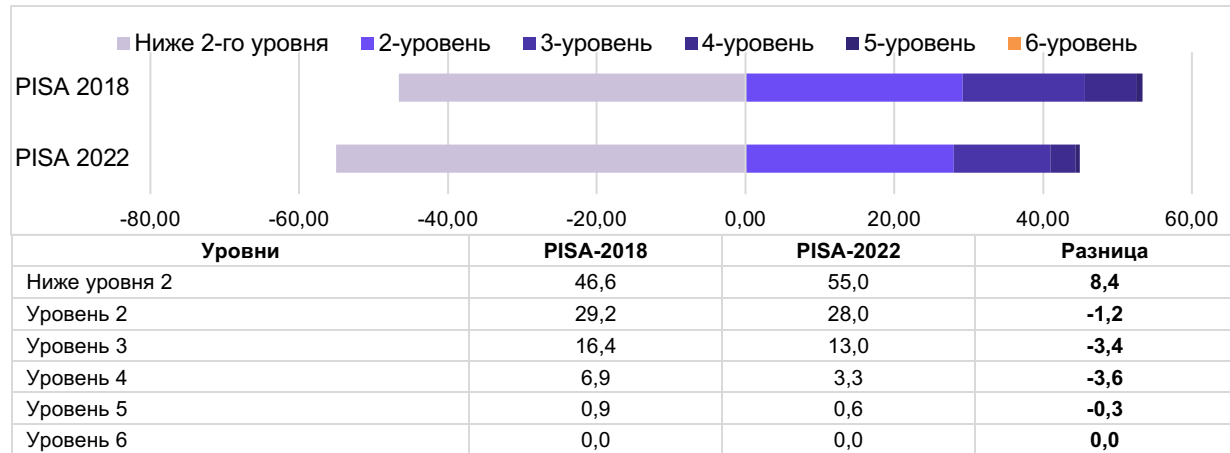 Ниже 2-го уровня 2-уровень 3-уровень 4-уровень 5-уровень 6-уровень
PISA 2018
PISA 2022
-80,00 -60,00 -40,00 -20,00 0,00 20,00 40,00 60,00
Уровни PISA-2018 PISA-2022 Разница
Ниже уровня 2 46,6 55,0 8,4
Уровень 2 29,2 28,0 -1,2
Уровень 3 16,4 13,0 -3,4
Уровень 4 6,9 3,3 -3,6
Уровень 5 0,9 0,6 -0,3
Уровень 6 0,0 0,0 0,0